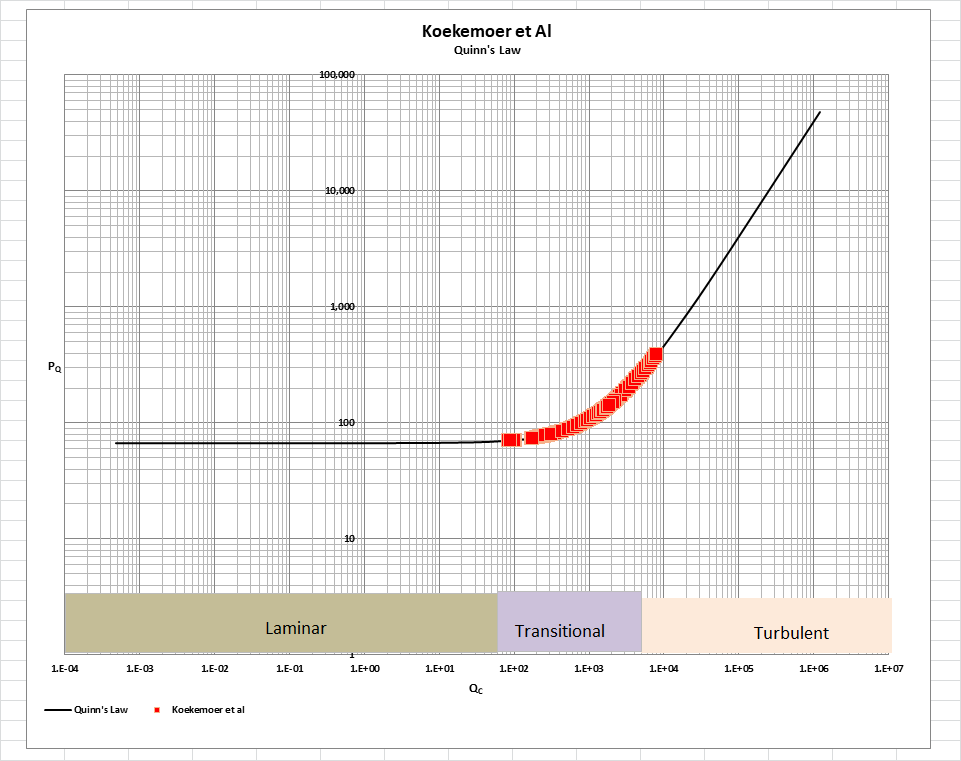 Koekemoer et Al
Quinn's Law
100,000
10,000
1,000
PQ
100
10
Laminar
Transitional
Turbulent
1
1.E-04 1.E-03 1.E-02 1.E-01 1.E+00 1.E+01 1.E+02 1.E+03 1.E+04 1.E+05 1.E+06 1.E+07
QC
Quinn's Law Koekemoer et al